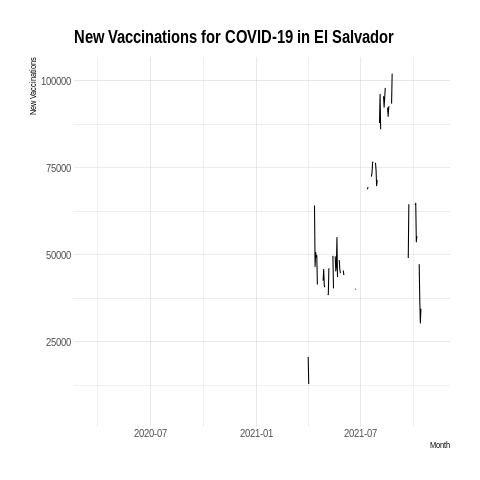 New Vaccinations for COVID-19 in El Salvador
New Vaccinations
100000
75000
50000
25000
2020-07 2021-01 2021-07
Month